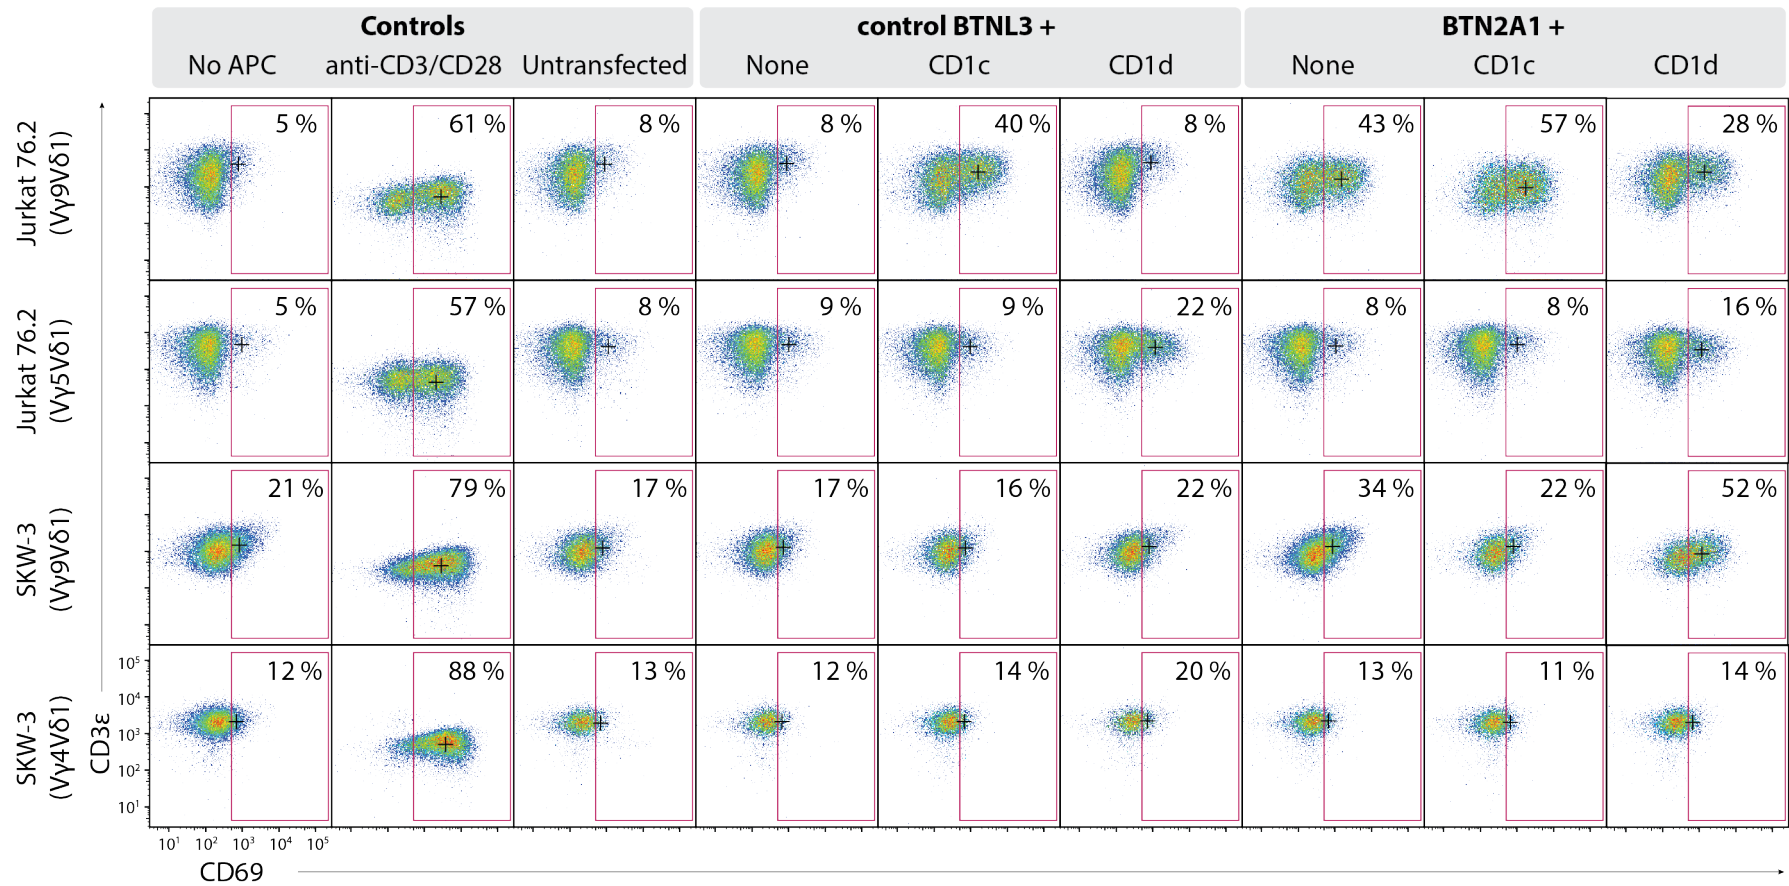 Controls control BTNL3 + BTN2A1 +
No APC anti-CD3/CD28 Untransfected None CD1c CD1d None CD1c CD1d
Jurkat 76.2
(Vγ9Vδ1)
5 % 61 % 8 % 8 % 40 % 8 % 43 % 57 % 28 %
Jurkat 76.2
(Vγ5Vδ1)
5 % 57 % 8 % 9 % 9 % 22 % 8 % 8 % 16 %
SKW-3
(Vγ9Vδ1)
21 % 79 % 17 % 17 % 16 % 22 % 34 % 22 % 52 %
SKW-3
(Vγ4Vδ1)
12 % 88 % 13 % 12 % 14 % 20 % 13 % 11 % 14 %
CD3ε
10⁵
10⁴
10³
10²
10¹
10¹ 10² 10³ 10⁴ 10⁵
CD69